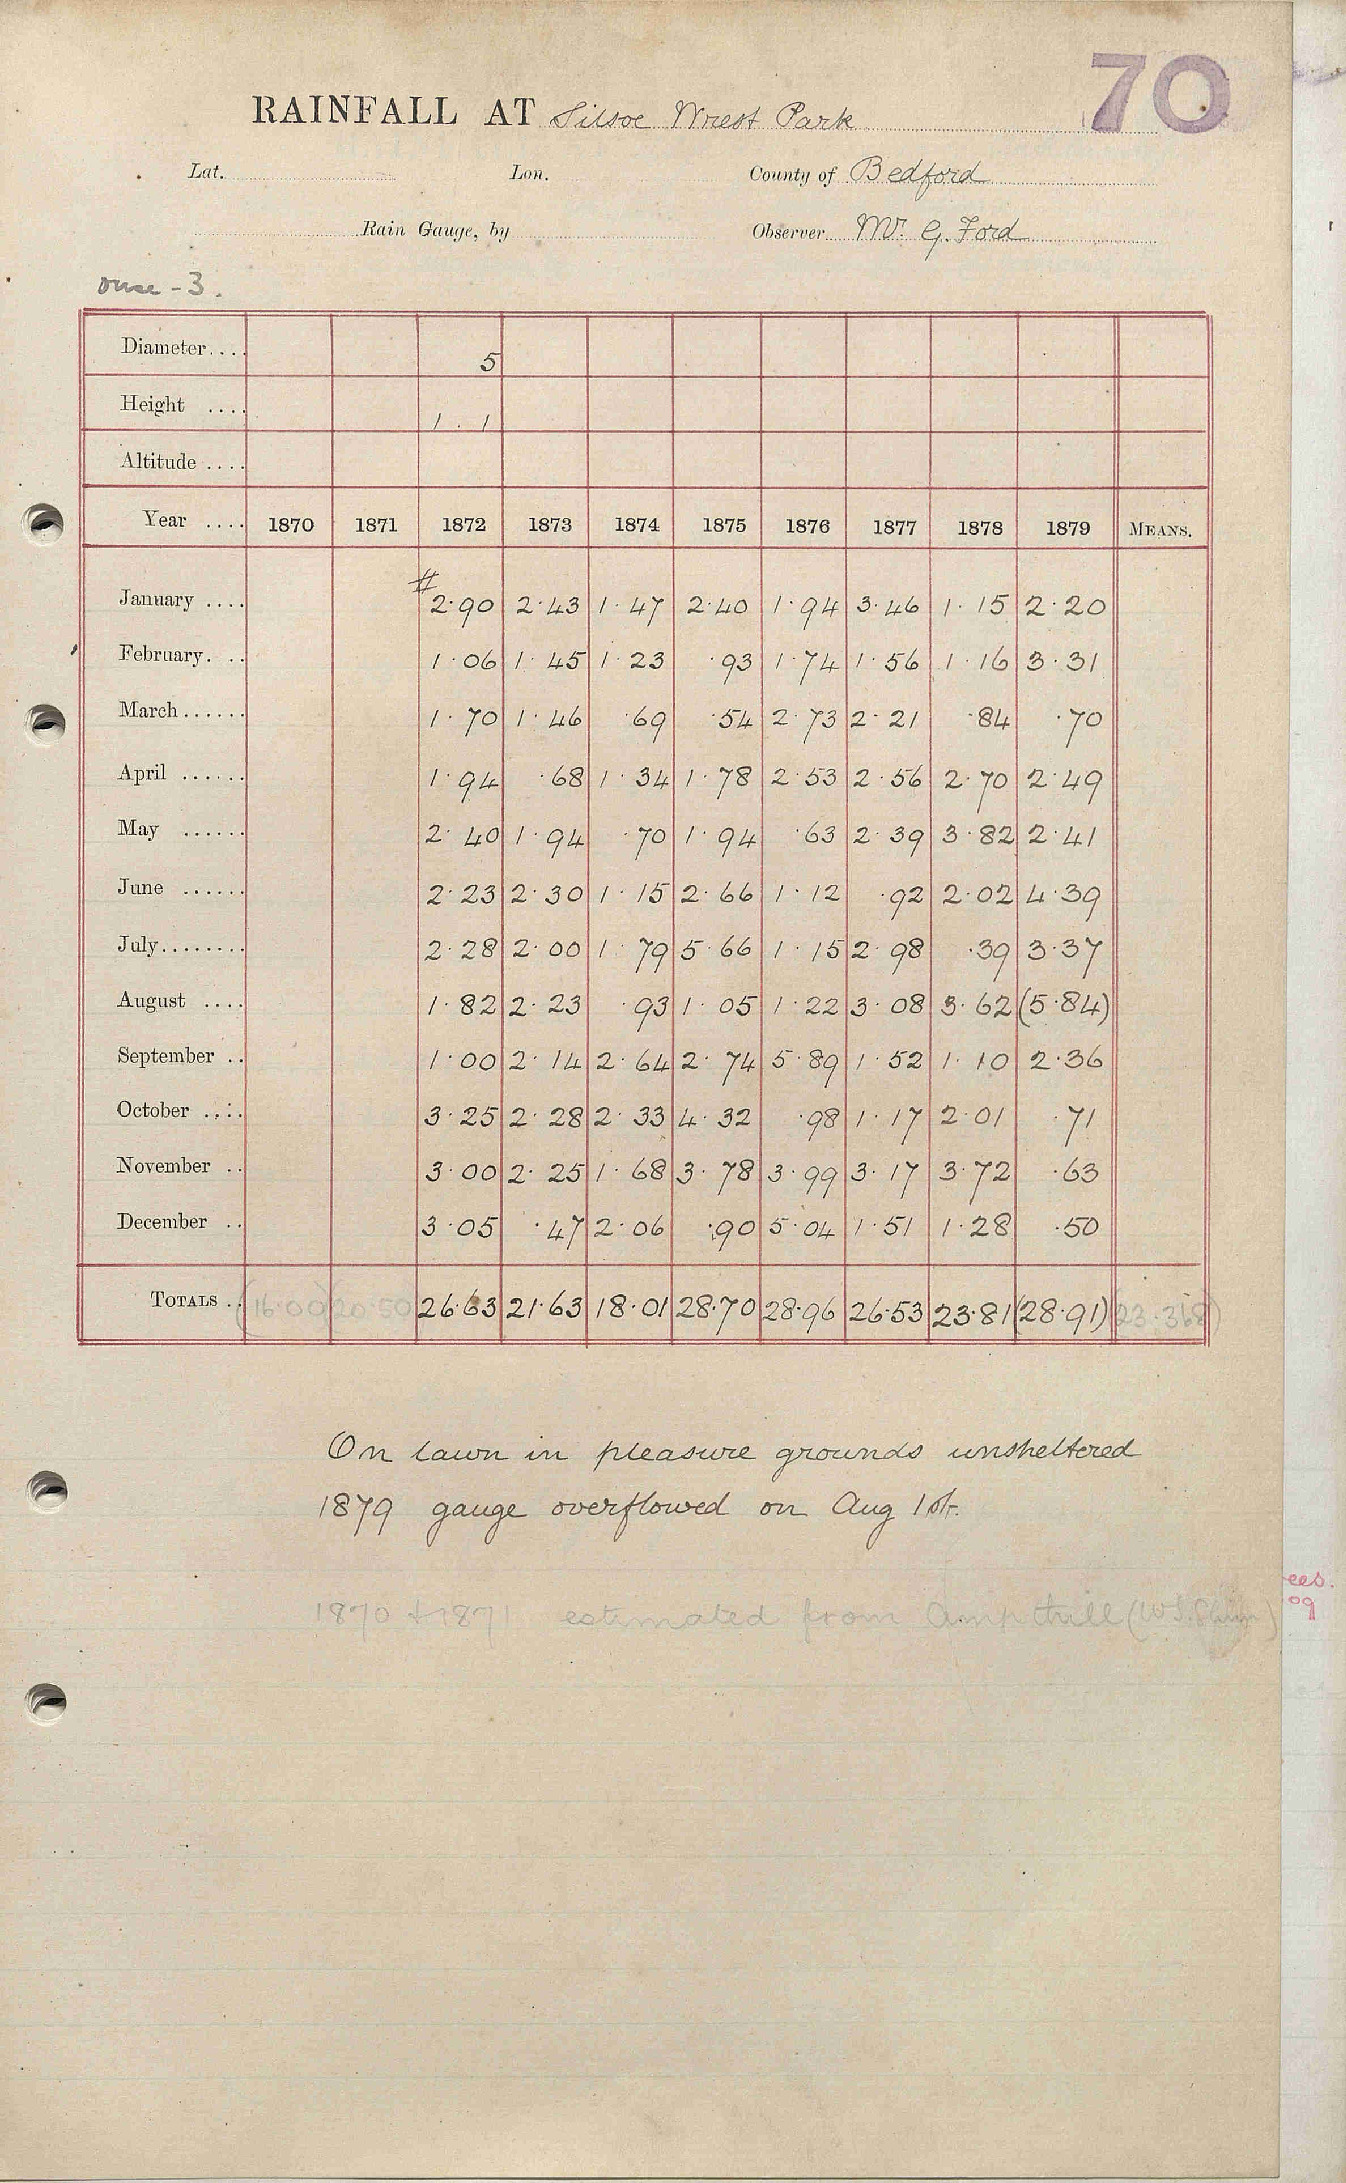 70
RAINFALL AT Silsoe Wrest Park
Lat. Lon. County of Bedford
Rain Gauge, by Observer Mr. G. Ford
ouse - 3.
Diameter.... 5
Height .... 1 . 1
Altitude ....
Year .... 1870 1871 1872 1873 1874 1875 1876 1877 1878 1879 MEANS.
January .... # 2.90 2.43 1.47 2.40 1.94 3.46 1.15 2.20
February. .. 1.06 1.45 1.23 .93 1.74 1.56 1.16 3.31
March...... 1.70 1.46 .69 .54 2.73 2.21 .84 .70
April ...... 1.94 .68 1.34 1.78 2.53 2.56 2.70 2.49
May ...... 2.40 1.94 .70 1.94 .63 2.39 3.82 2.41
June ...... 2.23 2.30 1.15 2.66 1.12 .92 2.02 4.39
July........ 2.28 2.00 1.79 5.66 1.15 2.98 .39 3.37
August .... 1.82 2.23 .93 1.05 1.22 3.08 3.62 (5.84)
September .. 1.00 2.14 2.64 2.74 5.89 1.52 1.10 2.36
October .... 3.25 2.28 2.33 4.32 .98 1.17 2.01 .71
November .. 3.00 2.25 1.68 3.78 3.99 3.17 3.72 .63
December .. 3.05 .47 2.06 .90 5.04 1.51 1.28 .50
TOTALS .. (16.00)(20.50) 26.63 21.63 18.01 28.70 28.96 26.53 23.81 (28.91) (23.368)
On lawn in pleasure grounds unsheltered
1879 gauge overflowed on Aug 1st.
1870 + 1871 estimated from Ampthill
ees.
09